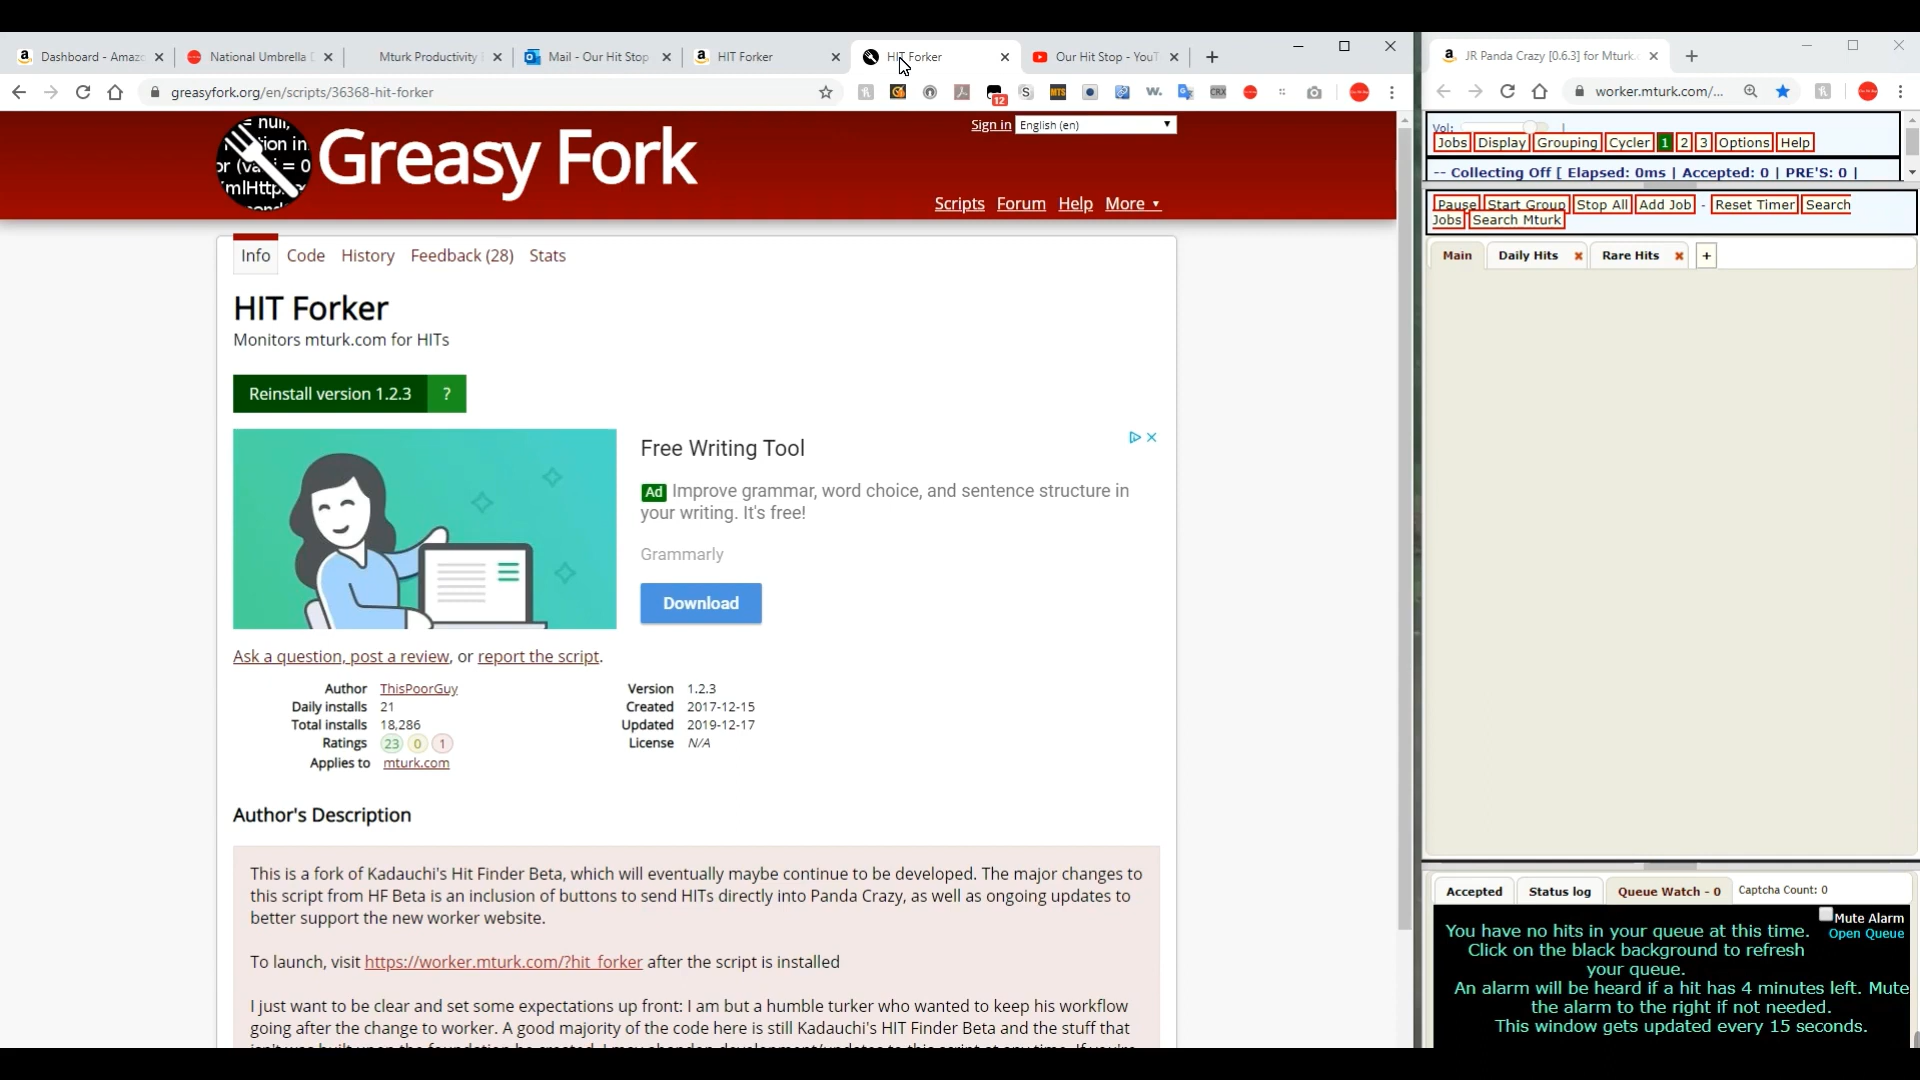 Dashboard - Amaz
National Umbrella
Mturk Productivity
Mail - Our Hit Stop
HIT Forker
HIT Forker
Our Hit Stop - YouT
JR Panda Crazy [0.6.3] for Mturk
greasyfork.org/en/scripts/36368-hit-forker
12
MTS
CRX
worker.mturk.com/...
Sign in
English (en)
Greasy Fork
Scripts
Forum
Help
More
Info
Code
History
Feedback (28)
Stats
HIT Forker
Monitors mturk.com for HITs
Reinstall version 1.2.3
?
Free Writing Tool
Ad Improve grammar, word choice, and sentence structure in
your writing. It's free!
Grammarly
Download
Ask a question, post a review, or report the script.
Author ThisPoorGuy
Daily installs 21
Total installs 18,286
Ratings 23 0 1
Applies to mturk.com
Version 1.2.3
Created 2017-12-15
Updated 2019-12-17
License N/A
Author's Description
This is a fork of Kadauchi's Hit Finder Beta, which will eventually maybe continue to be developed. The major changes to
this script from HF Beta is an inclusion of buttons to send HITs directly into Panda Crazy, as well as ongoing updates to
better support the new worker website.
To launch, visit https://worker.mturk.com/?hit_forker after the script is installed
I just want to be clear and set some expectations up front: I am but a humble turker who wanted to keep his workflow
going after the change to worker. A good majority of the code here is still Kadauchi's HIT Finder Beta and the stuff that
Vol:
Jobs Display Grouping Cycler 1 2 3 Options Help
-- Collecting Off [ Elapsed: 0ms | Accepted: 0 | PRE'S: 0 |
Pause Start Group Stop All Add Job - Reset Timer Search
Jobs Search Mturk
Main
Daily Hits
Rare Hits
+
Accepted
Status log
Queue Watch - 0
Captcha Count: 0
Mute Alarm
Open Queue
You have no hits in your queue at this time.
Click on the black background to refresh
your queue.
An alarm will be heard if a hit has 4 minutes left. Mute
the alarm to the right if not needed.
This window gets updated every 15 seconds.